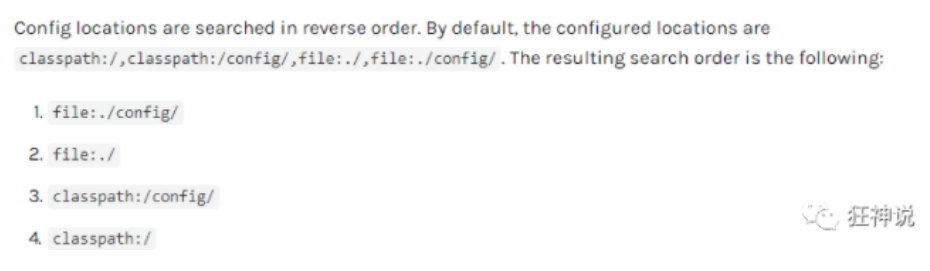 Config locations are searched in reverse order. By default, the configured locations are
classpath:/,classpath:/config/,file:./,file:./config/. The resulting search order is the following:
1. file:./config/
2. file:./
3. classpath:/config/
4. classpath:/
狂神说